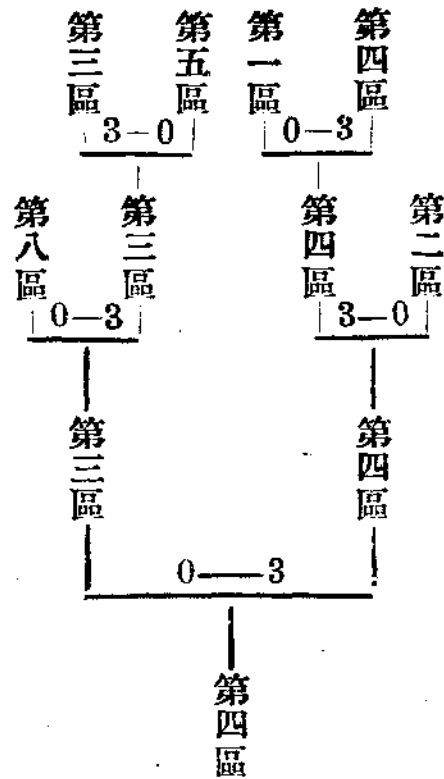 第三區
第五區
第一區
第四區
3-0
0-3
第八區
第三區
第四區
第二區
0-3
3-0
第三區
第四區
0-3
第四區